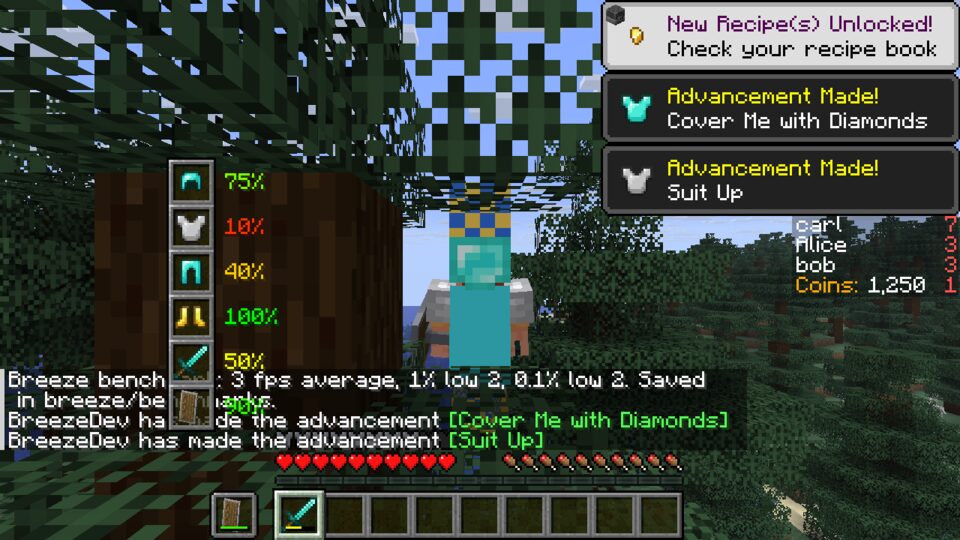 New Recipe(s) Unlocked!
Check your recipe book
Advancement Made!
Cover Me with Diamonds
Advancement Made!
Suit Up
75%
10%
40%
100%
50%
90%
carl 7
Alice 3
bob 3
Coins: 1,250 1
Breeze bench : 3 fps average, 1% low 2, 0.1% low 2. Saved
in breeze/be marks.
BreezeDev ha de the advancement [Cover Me with Diamonds]
BreezeDev has made the advancement [Suit Up]